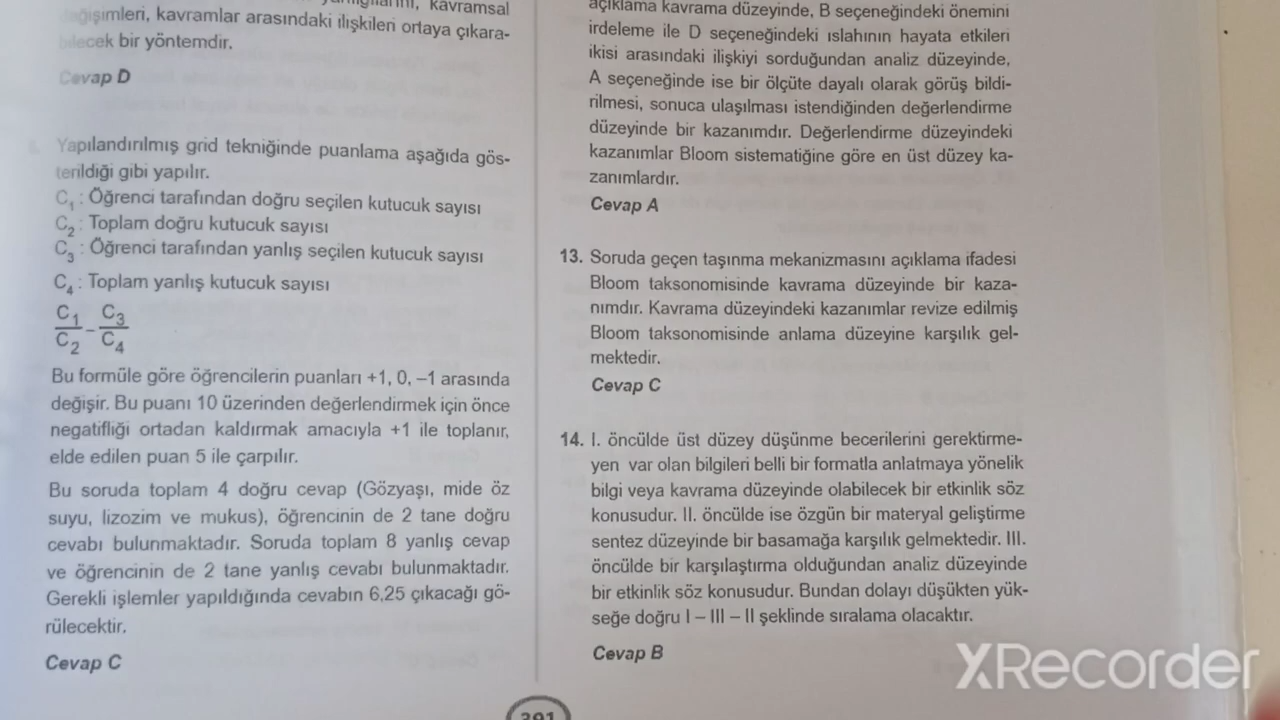 kavramsal
değişimleri, kavramlar arasındaki ilişkileri ortaya çıkara-
bilecek bir yöntemdir.
Cevap D
Yapılandırılmış grid tekniğinde puanlama aşağıda gös-
terildiği gibi yapılır.
C1 : Öğrenci tarafından doğru seçilen kutucuk sayısı
C2 : Toplam doğru kutucuk sayısı
C3 : Öğrenci tarafından yanlış seçilen kutucuk sayısı
C4 : Toplam yanlış kutucuk sayısı
C1/C2 - C3/C4
Bu formüle göre öğrencilerin puanları +1, 0, –1 arasında
değişir. Bu puanı 10 üzerinden değerlendirmek için önce
negatifliği ortadan kaldırmak amacıyla +1 ile toplanır,
elde edilen puan 5 ile çarpılır.
Bu soruda toplam 4 doğru cevap (Gözyaşı, mide öz
suyu, lizozim ve mukus), öğrencinin de 2 tane doğru
cevabı bulunmaktadır. Soruda toplam 8 yanlış cevap
ve öğrencinin de 2 tane yanlış cevabı bulunmaktadır.
Gerekli işlemler yapıldığında cevabın 6,25 çıkacağı gö-
rülecektir.
Cevap C
açıklama kavrama düzeyinde, B seçeneğindeki önemini
irdeleme ile D seçeneğindeki ıslahının hayata etkileri
ikisi arasındaki ilişkiyi sorduğundan analiz düzeyinde,
A seçeneğinde ise bir ölçüte dayalı olarak görüş bildi-
rilmesi, sonuca ulaşılması istendiğinden değerlendirme
düzeyinde bir kazanımdır. Değerlendirme düzeyindeki
kazanımlar Bloom sistematiğine göre en üst düzey ka-
zanımlardır.
Cevap A
13. Soruda geçen taşınma mekanizmasını açıklama ifadesi
Bloom taksonomisinde kavrama düzeyinde bir kaza-
nımdır. Kavrama düzeyindeki kazanımlar revize edilmiş
Bloom taksonomisinde anlama düzeyine karşılık gel-
mektedir.
Cevap C
14. I. öncülde üst düzey düşünme becerilerini gerektirme-
yen var olan bilgileri belli bir formatla anlatmaya yönelik
bilgi veya kavrama düzeyinde olabilecek bir etkinlik söz
konusudur. II. öncülde ise özgün bir materyal geliştirme
sentez düzeyinde bir basamağa karşılık gelmektedir. III.
öncülde bir karşılaştırma olduğundan analiz düzeyinde
bir etkinlik söz konusudur. Bundan dolayı düşükten yük-
seğe doğru I – III – II şeklinde sıralama olacaktır.
Cevap B
391
XRecorder